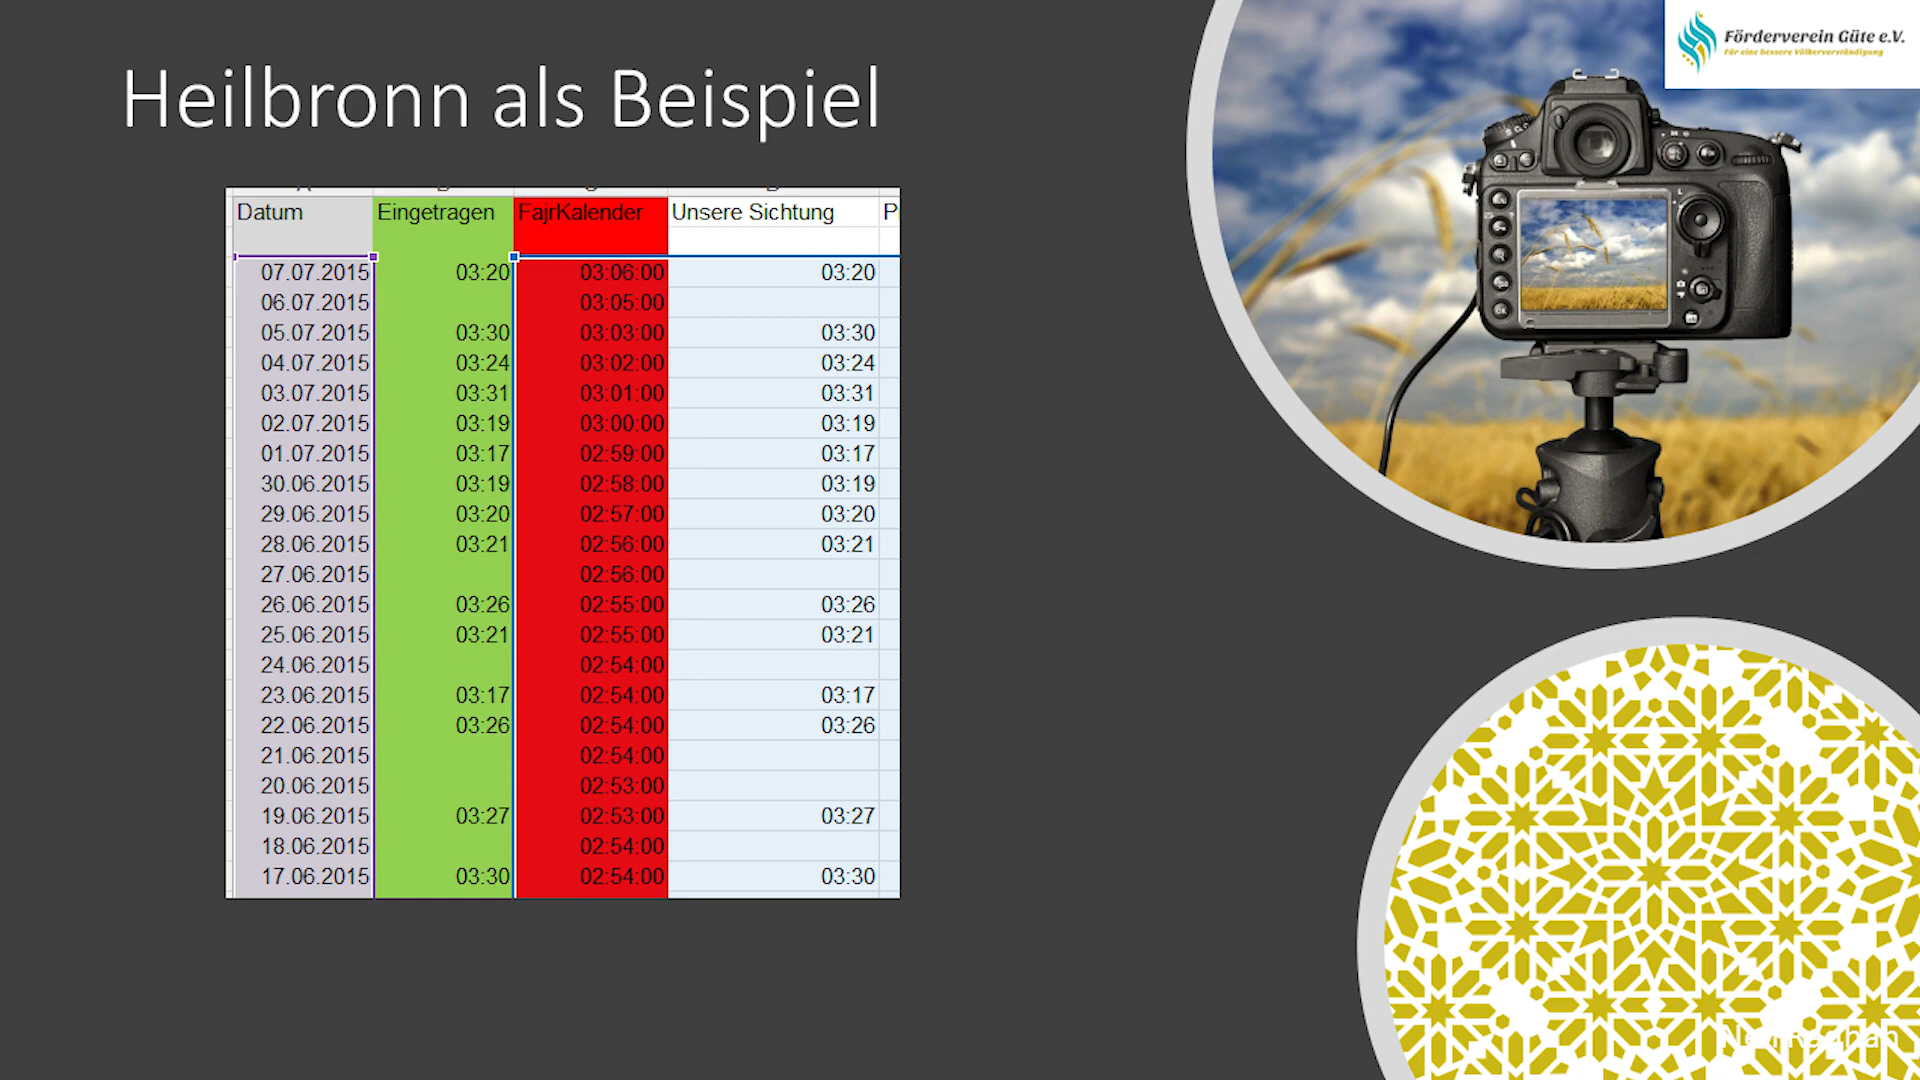 Heilbronn als Beispiel
Förderverein Güte e.V.
Für eine bessere Völkerverständigung
Datum Eingetragen FajrKalender Unsere Sichtung
07.07.2015 03:20 03:06:00 03:20
06.07.2015 03:05:00
05.07.2015 03:30 03:03:00 03:30
04.07.2015 03:24 03:02:00 03:24
03.07.2015 03:31 03:01:00 03:31
02.07.2015 03:19 03:00:00 03:19
01.07.2015 03:17 02:59:00 03:17
30.06.2015 03:19 02:58:00 03:19
29.06.2015 03:20 02:57:00 03:20
28.06.2015 03:21 02:56:00 03:21
27.06.2015 02:56:00
26.06.2015 03:26 02:55:00 03:26
25.06.2015 03:21 02:55:00 03:21
24.06.2015 02:54:00
23.06.2015 03:17 02:54:00 03:17
22.06.2015 03:26 02:54:00 03:26
21.06.2015 02:54:00
20.06.2015 02:53:00
19.06.2015 03:27 02:53:00 03:27
18.06.2015 02:54:00
17.06.2015 03:30 02:54:00 03:30